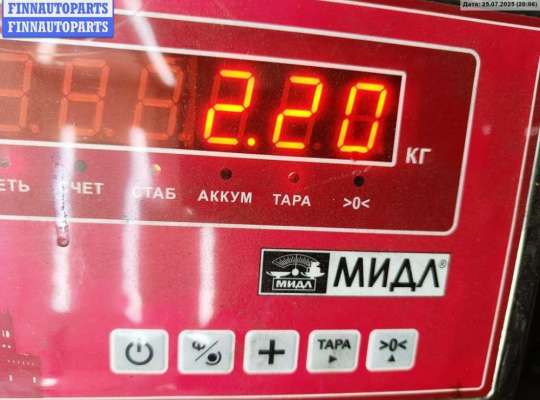 FINNAUTOPARTS
FINNAUTOPARTS
Дата: 25.07.2025 (20:06)
2.20
КГ
ЕТЬ СЧЕТ СТАБ АККУМ ТАРА >0<
МИДЛ МИДЛ®
+ ТАРА >0<